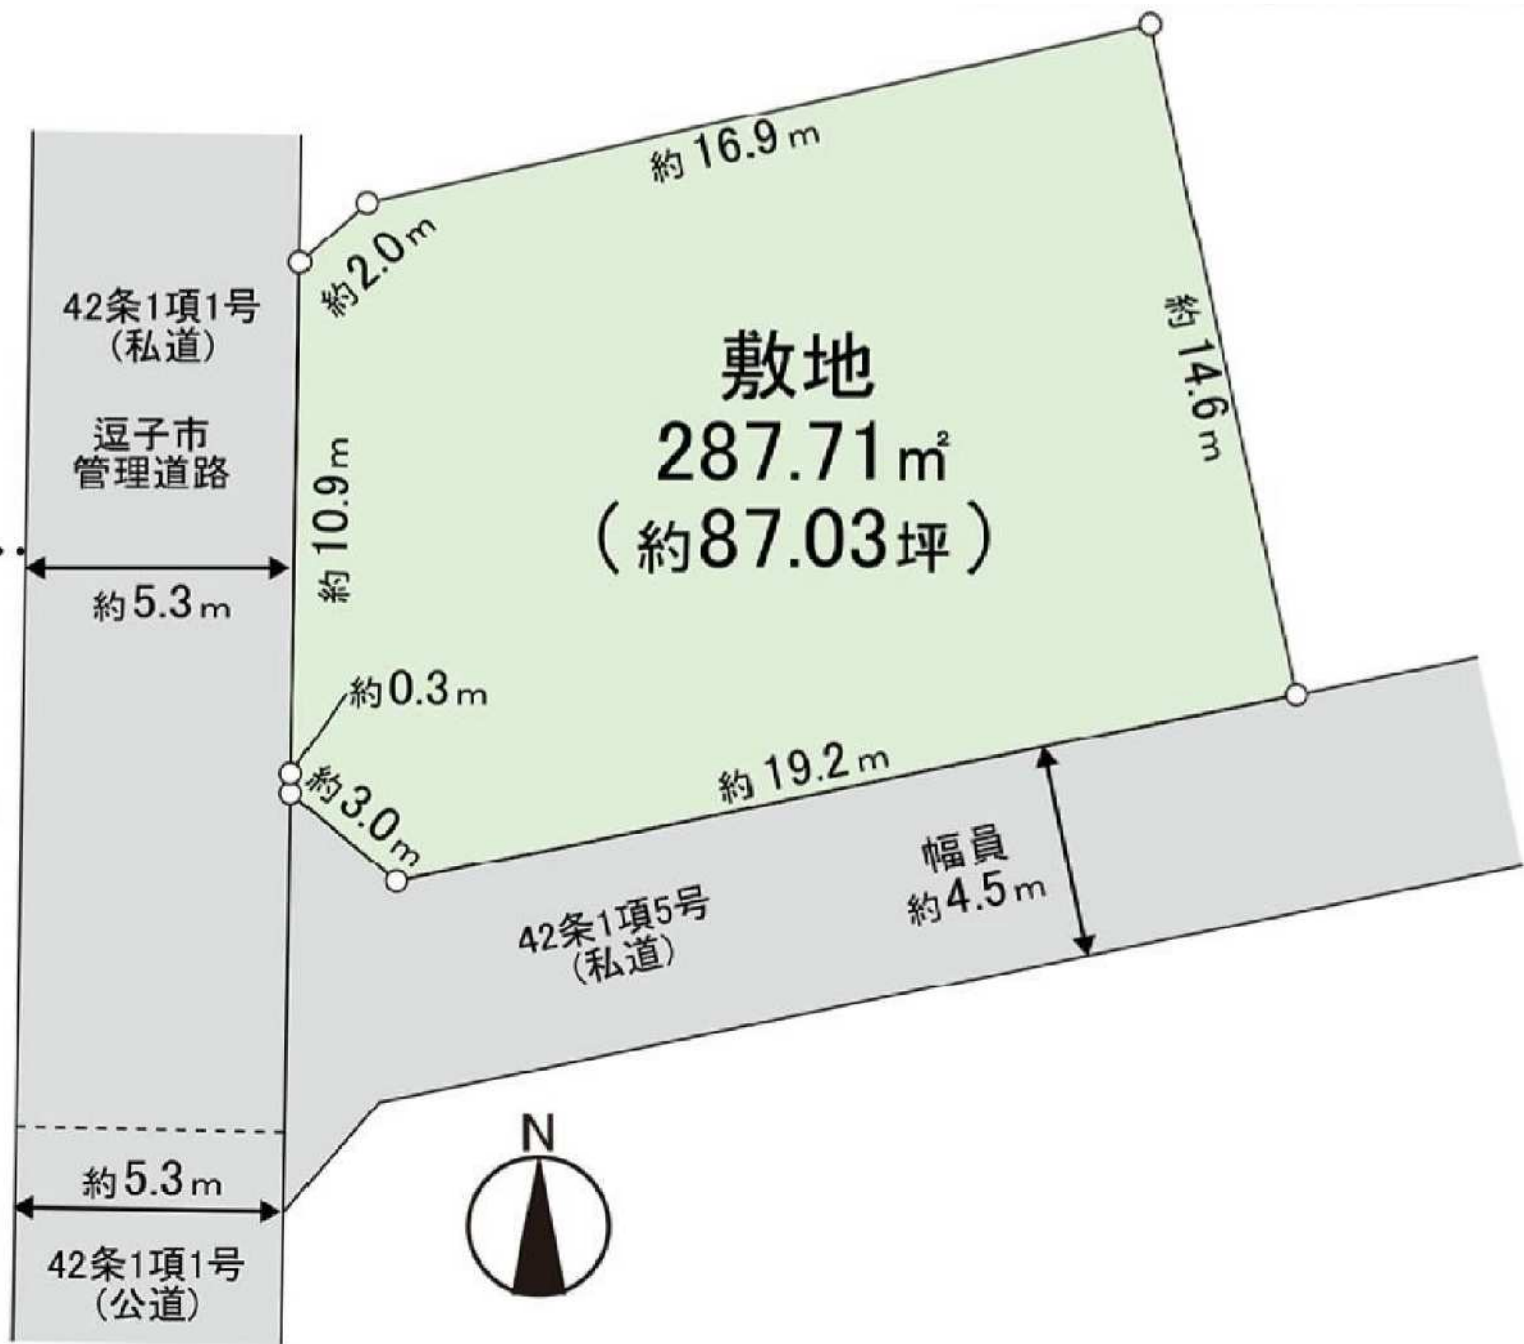 約16.9m
約2.0m
42条1項1号
(私道)
逗子市
管理道路
約5.3m
約10.9m
敷地
287.71㎡
(約87.03坪)
約14.6m
約0.3m
約3.0m
約19.2m
幅員
約4.5m
42条1項5号
(私道)
N
約5.3m
42条1項1号
(公道)